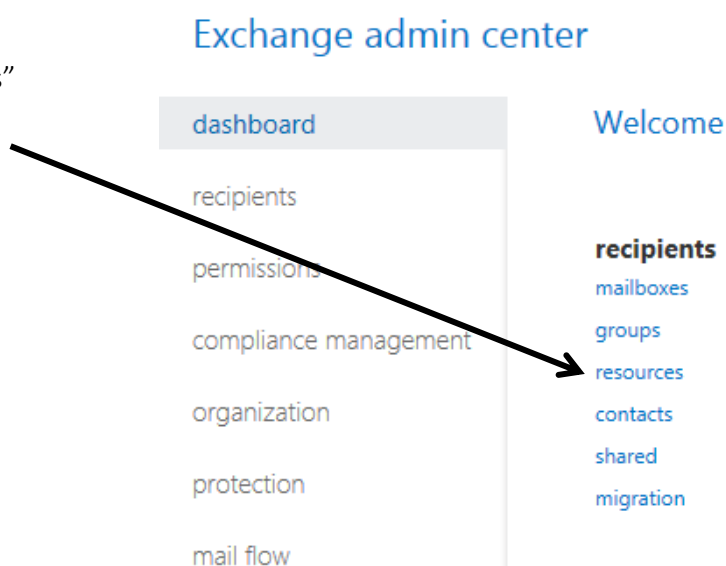 Exchange admin center
s”
dashboard
recipients
permissions
compliance management
organization
protection
mail flow
Welcome
recipients
mailboxes
groups
resources
contacts
shared
migration